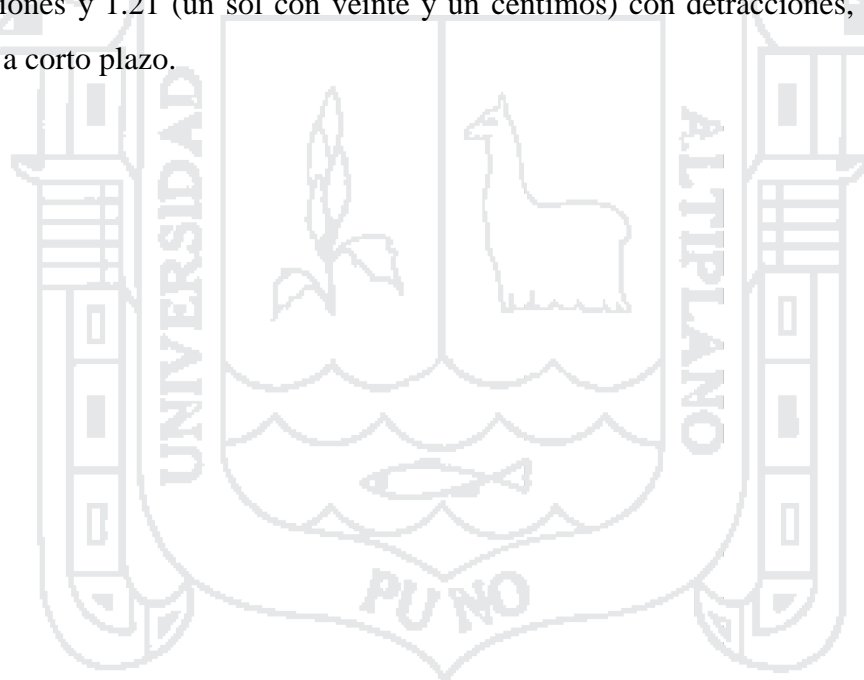 iones y 1.21 (un sol con veinte y un céntimos) con detracciones,
a corto plazo.
UNIVERSIDAD
ALTIPLANO
PUNO